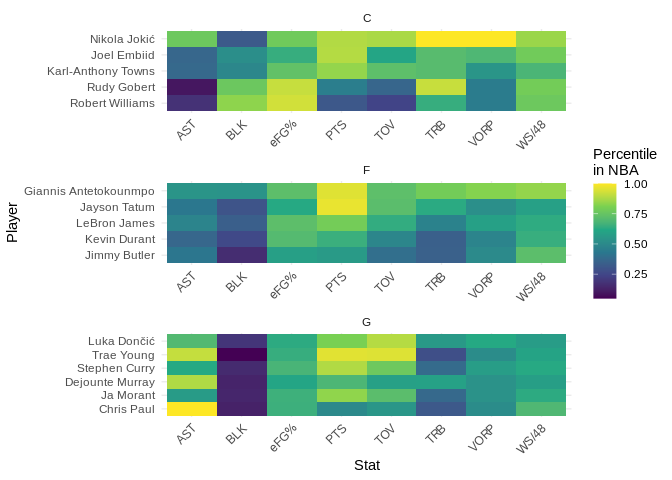 C
Nikola Jokić
Joel Embiid
Karl-Anthony Towns
Rudy Gobert
Robert Williams
AST BLK eFG% PTS TOV TRB VORP WS/48
F
Giannis Antetokounmpo
Jayson Tatum
LeBron James
Kevin Durant
Jimmy Butler
AST BLK eFG% PTS TOV TRB VORP WS/48
G
Luka Dončić
Trae Young
Stephen Curry
Dejounte Murray
Ja Morant
Chris Paul
AST BLK eFG% PTS TOV TRB VORP WS/48
Stat
Player
Percentile
in NBA
1.00
0.75
0.50
0.25